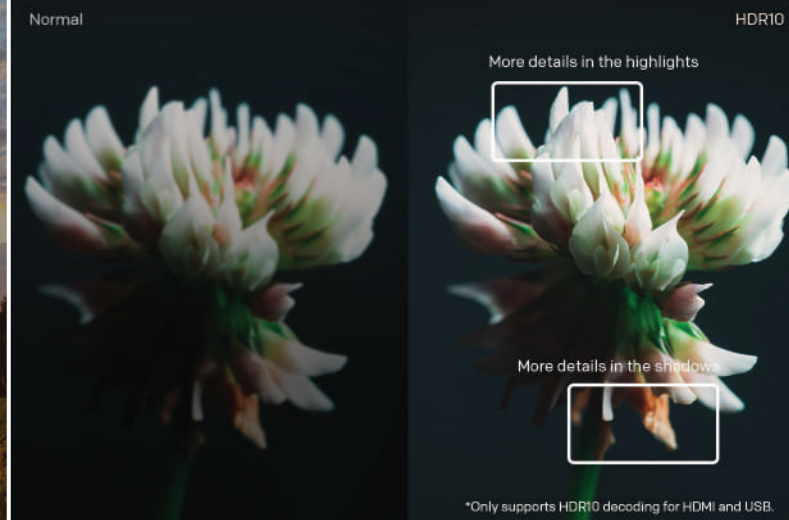 Normal
HDR10
More details in the highlights
More details in the shadows
*Only supports HDR10 decoding for HDMI and USB.